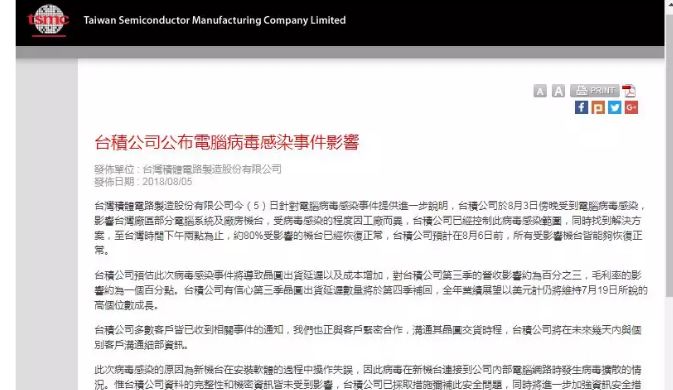 tsmc
Taiwan Semiconductor Manufacturing Company Limited
A A PRINT
台積公司公布電腦病毒感染事件影響
發佈單位：台灣積體電路製造股份有限公司
發佈日期：2018/08/05
台灣積體電路製造股份有限公司今（5）日針對電腦病毒感染事件提供進一步說明，台積公司於8月3日傍晚受到電腦病毒感染，
影響台灣廠區部分電腦系統及廠房機台，受病毒感染的程度因工廠而異，台積公司已經控制此病毒感染範圍，同時找到解決方
案，至台灣時間下午兩點為止，約80%受影響的機台已經恢復正常，台積公司預計在8月6日前，所有受影響機台皆能夠恢復正
常。
台積公司預估此次病毒感染事件將導致晶圓出貨延遲以及成本增加，對台積公司第三季的營收影響約為百分之三，毛利率的影
響約為一個百分點。台積公司有信心第三季晶圓出貨延遲數量將於第四季補回，全年業績展望以美元計仍將維持7月19日所說的
高個位數成長。
台積公司多數客戶皆已收到相關事件的通知，我們也正與客戶緊密合作，溝通其晶圓交貨時程，台積公司將在未來幾天內與個
別客戶溝通細部資訊。
此次病毒感染的原因為新機台在安裝軟體的過程中操作失誤，因此病毒在新機台連接到公司內部電腦網路時發生病毒擴散的情
況。惟台積公司資料的完整性和機密資訊皆未受到影響，台積公司已採取措施彌補此安全問題，同時將進一步加強資訊安全措